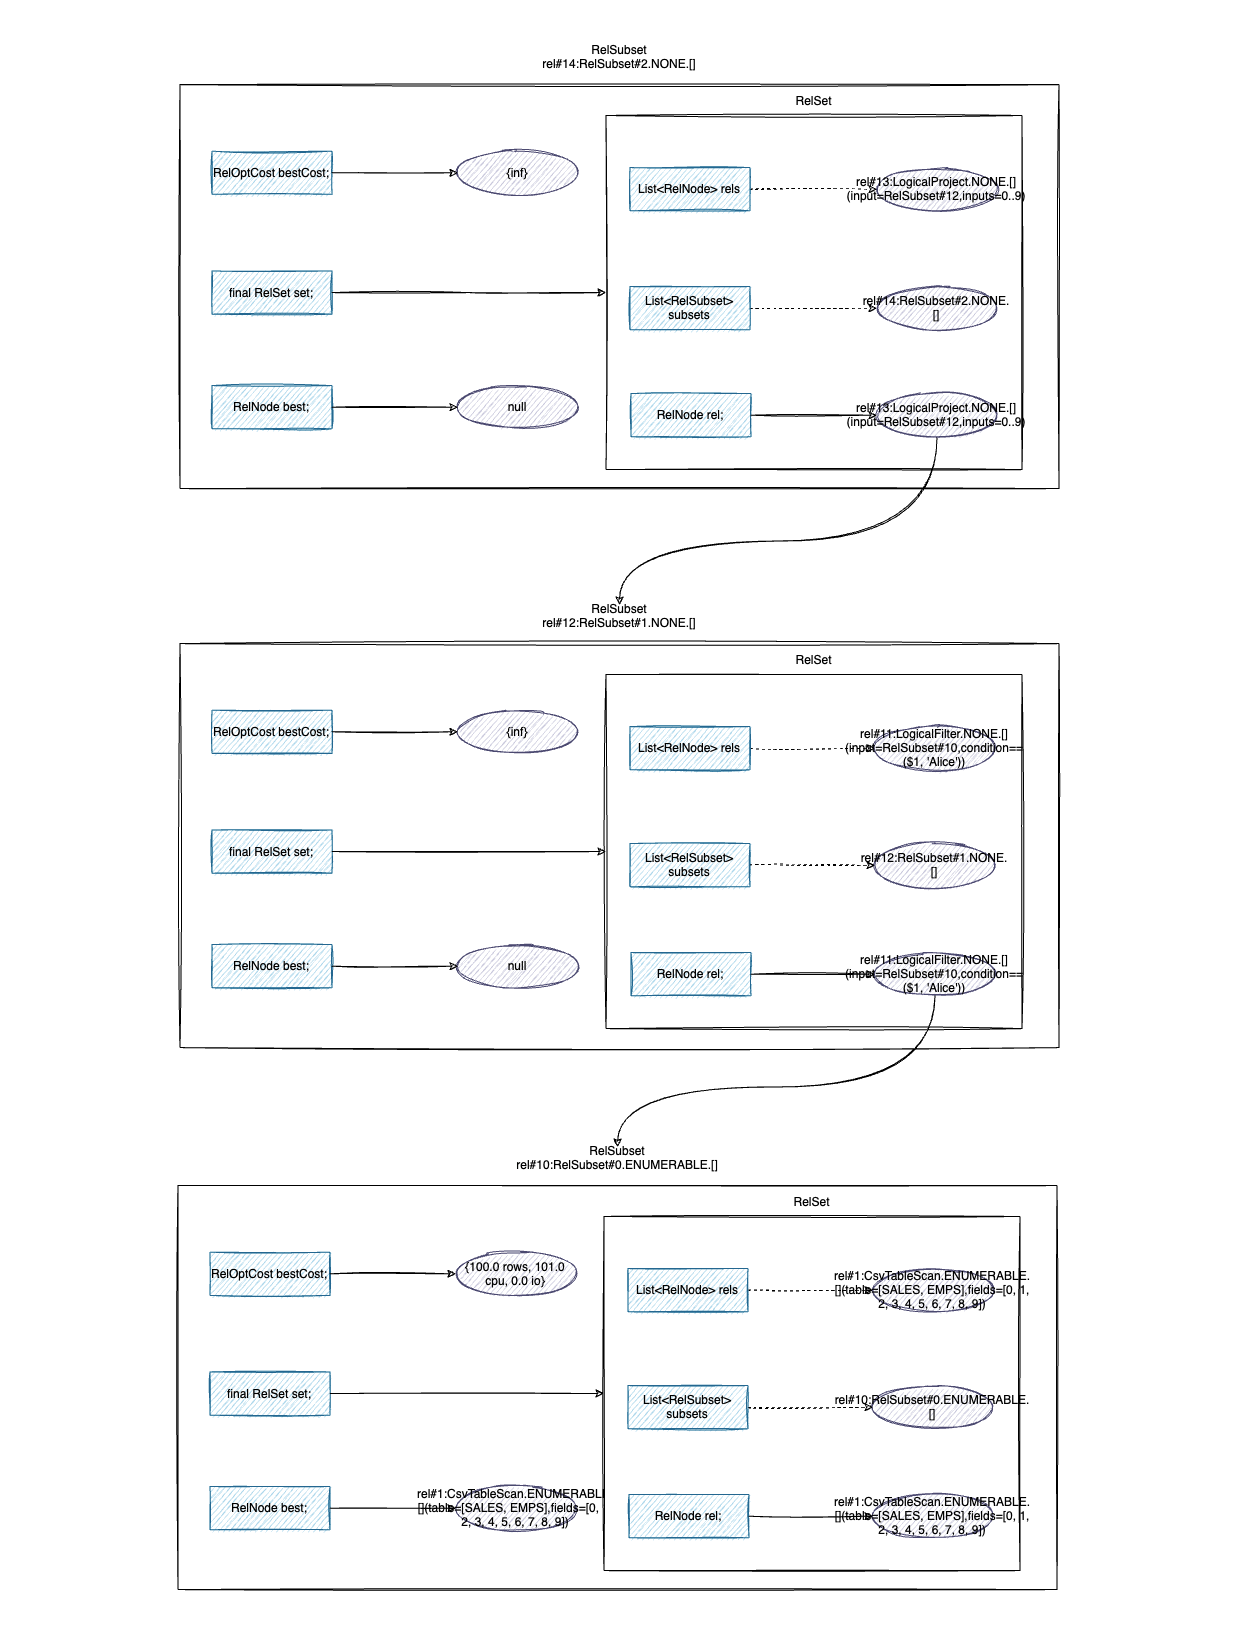 RelSubset
rel#14:RelSubset#2.NONE.[]
RelSet
RelOptCost bestCost;
{inf}
List<RelNode> rels
rel#13:LogicalProject.NONE.[]
(input=RelSubset#12,inputs=0..9)
final RelSet set;
List<RelSubset>
subsets
rel#14:RelSubset#2.NONE.
[]
RelNode best;
null
RelNode rel;
rel#13:LogicalProject.NONE.[]
(input=RelSubset#12,inputs=0..9)
RelSubset
rel#12:RelSubset#1.NONE.[]
RelSet
RelOptCost bestCost;
{inf}
List<RelNode> rels
rel#11:LogicalFilter.NONE.[]
(input=RelSubset#10,condition==
($1, 'Alice'))
final RelSet set;
List<RelSubset>
subsets
rel#12:RelSubset#1.NONE.
[]
RelNode best;
null
RelNode rel;
rel#11:LogicalFilter.NONE.[]
(input=RelSubset#10,condition==
($1, 'Alice'))
RelSubset
rel#10:RelSubset#0.ENUMERABLE.[]
RelSet
RelOptCost bestCost;
{100.0 rows, 101.0
cpu, 0.0 io}
List<RelNode> rels
rel#1:CsvTableScan.ENUMERABLE.
[](table=[SALES, EMPS],fields=[0, 1,
2, 3, 4, 5, 6, 7, 8, 9])
final RelSet set;
List<RelSubset>
subsets
rel#10:RelSubset#0.ENUMERABLE.
[]
RelNode best;
rel#1:CsvTableScan.ENUMERABL
[](table=[SALES, EMPS],fields=[0,
2, 3, 4, 5, 6, 7, 8, 9])
RelNode rel;
rel#1:CsvTableScan.ENUMERABLE.
[](table=[SALES, EMPS],fields=[0, 1,
2, 3, 4, 5, 6, 7, 8, 9])